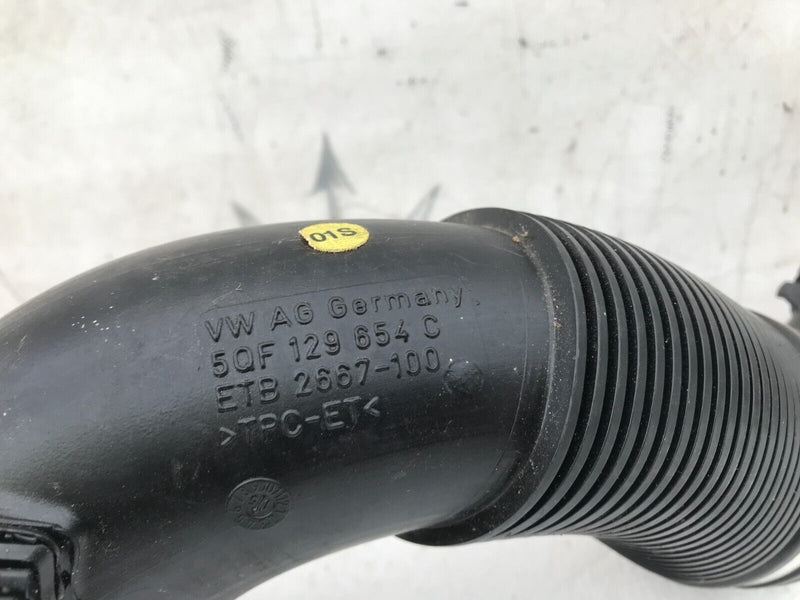 01S
VW AG Germany
5QF 129 654 C
ETB 2667-100
>TPC-ET<